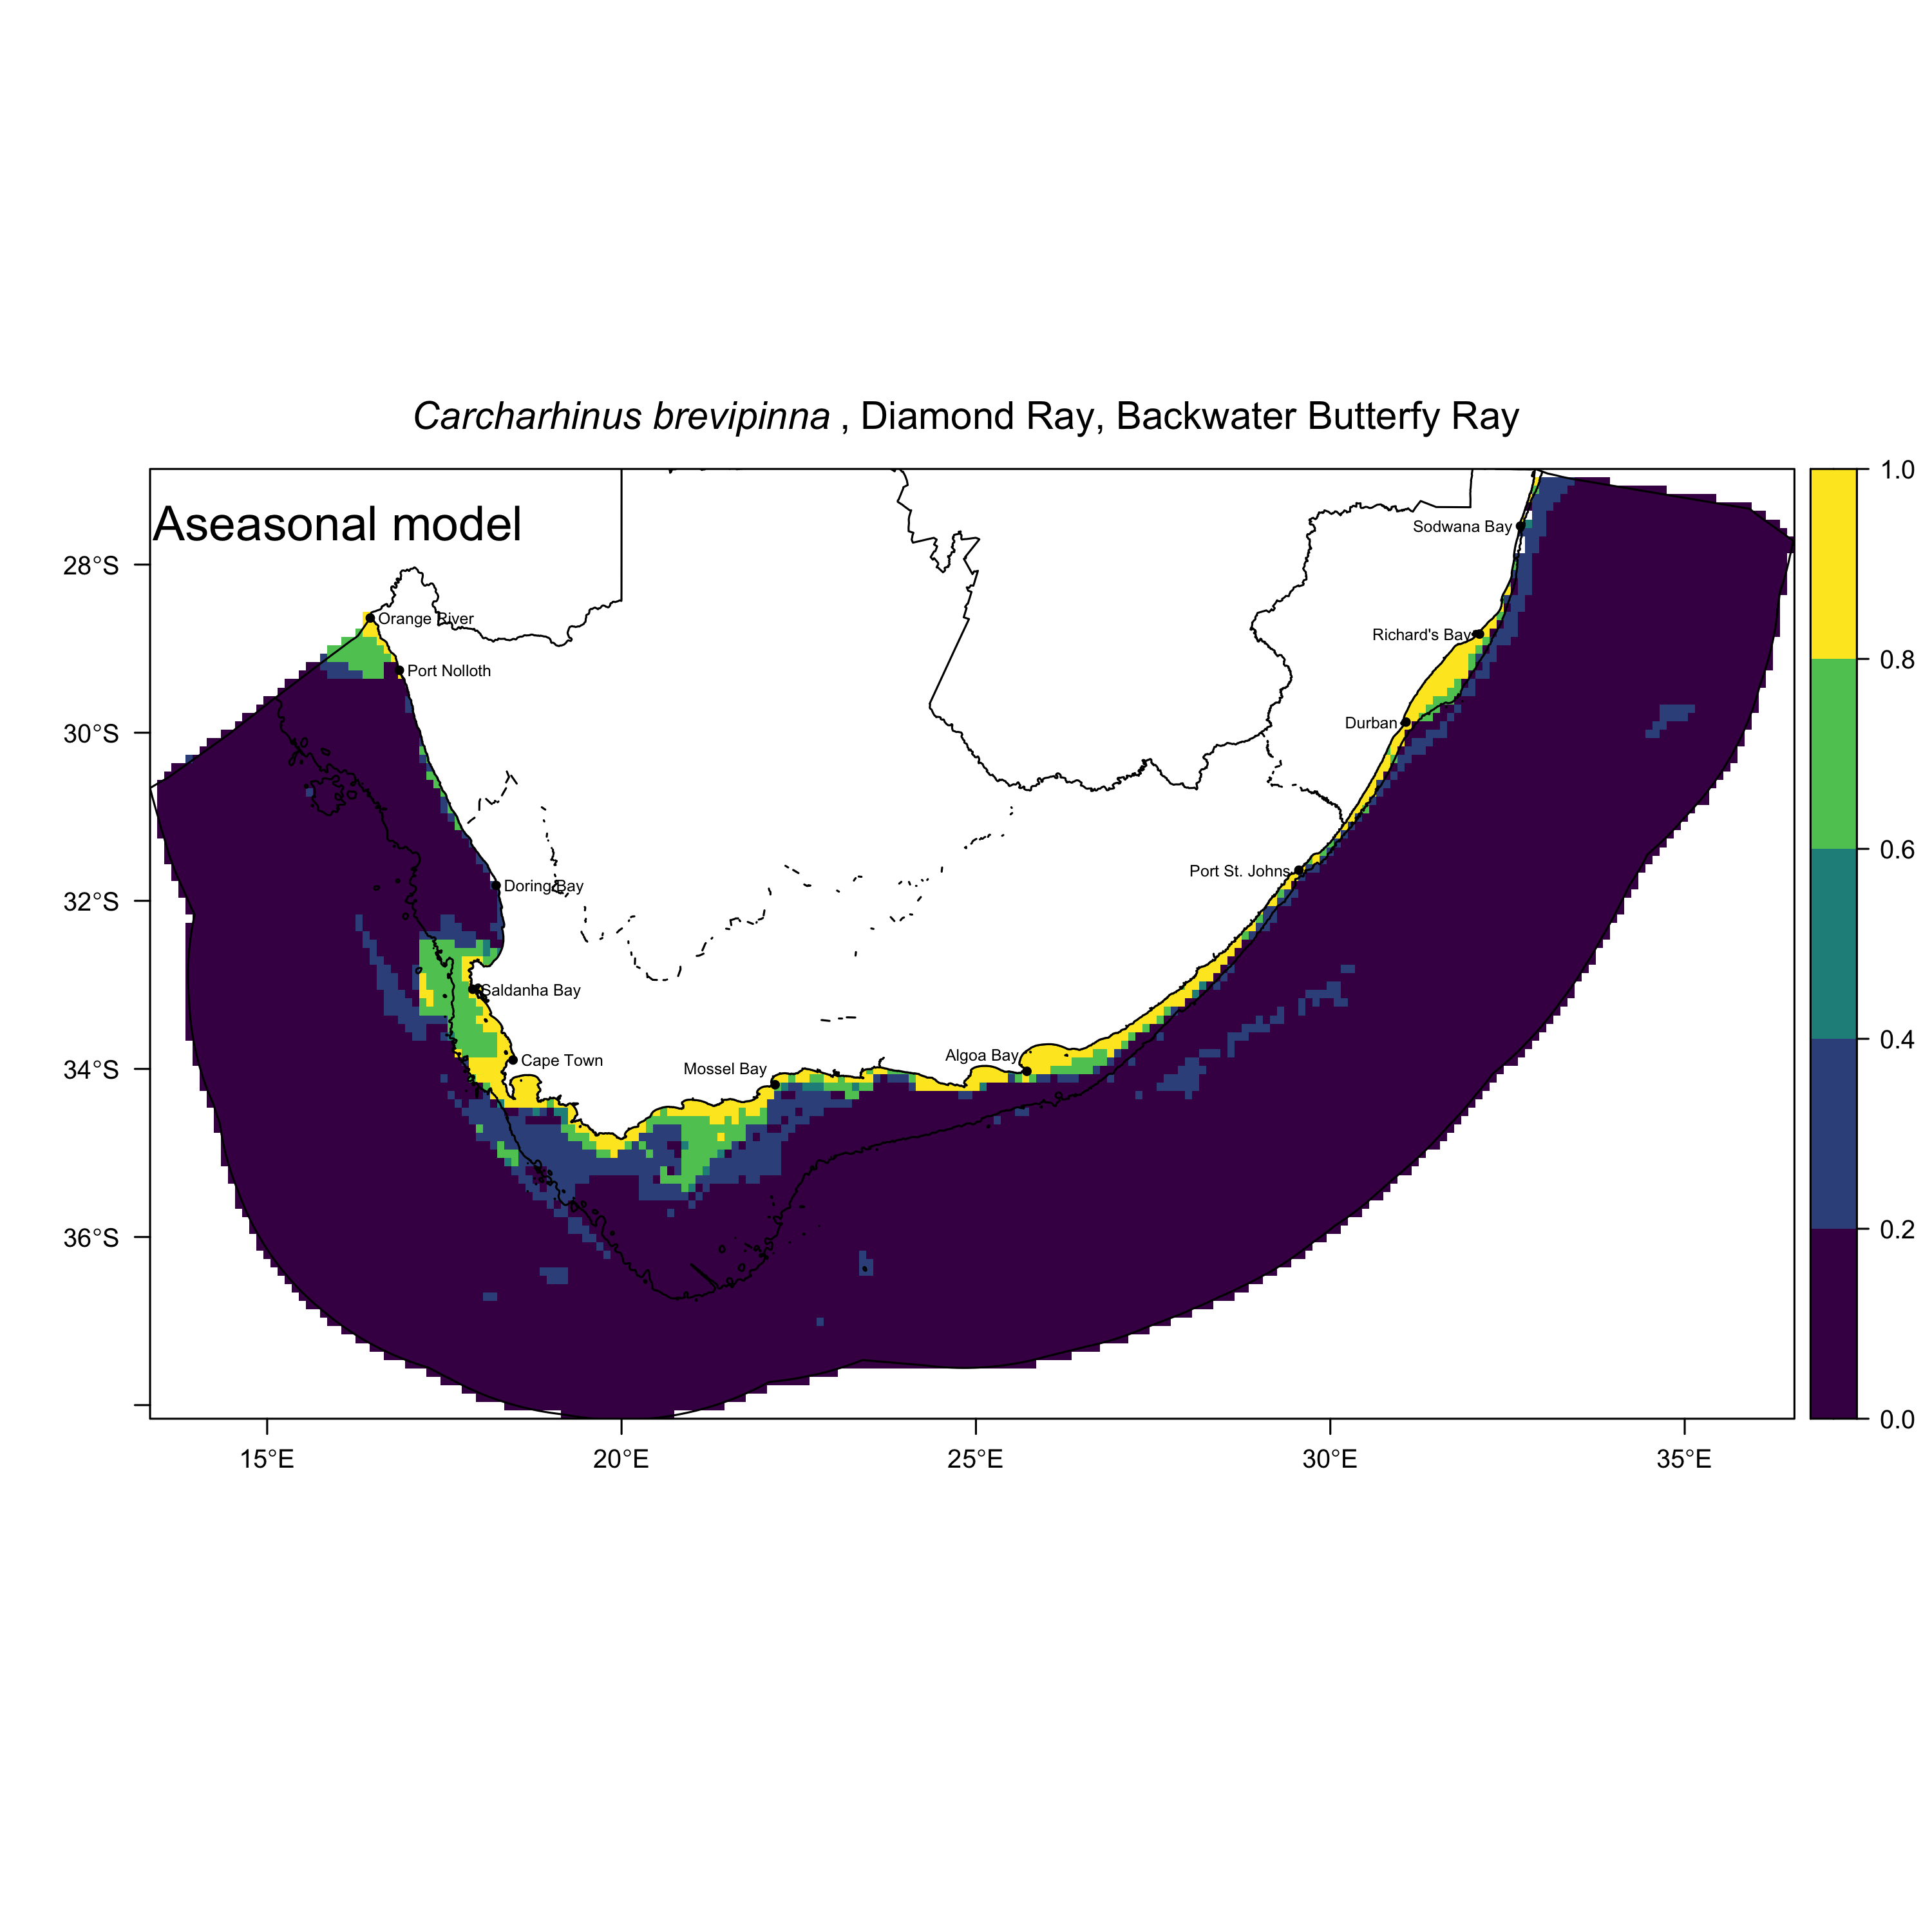 Carcharhinus brevipinna , Diamond Ray, Backwater Butterfy Ray
Aseasonal model
Sodwana Bay
Orange River
Richard's Bay
Port Nolloth
Durban
Port St. Johns
Doring Bay
Saldanha Bay
Cape Town
Algoa Bay
Mossel Bay
28°S
30°S
32°S
34°S
36°S
15°E
20°E
25°E
30°E
35°E
1.0
0.8
0.6
0.4
0.2
0.0